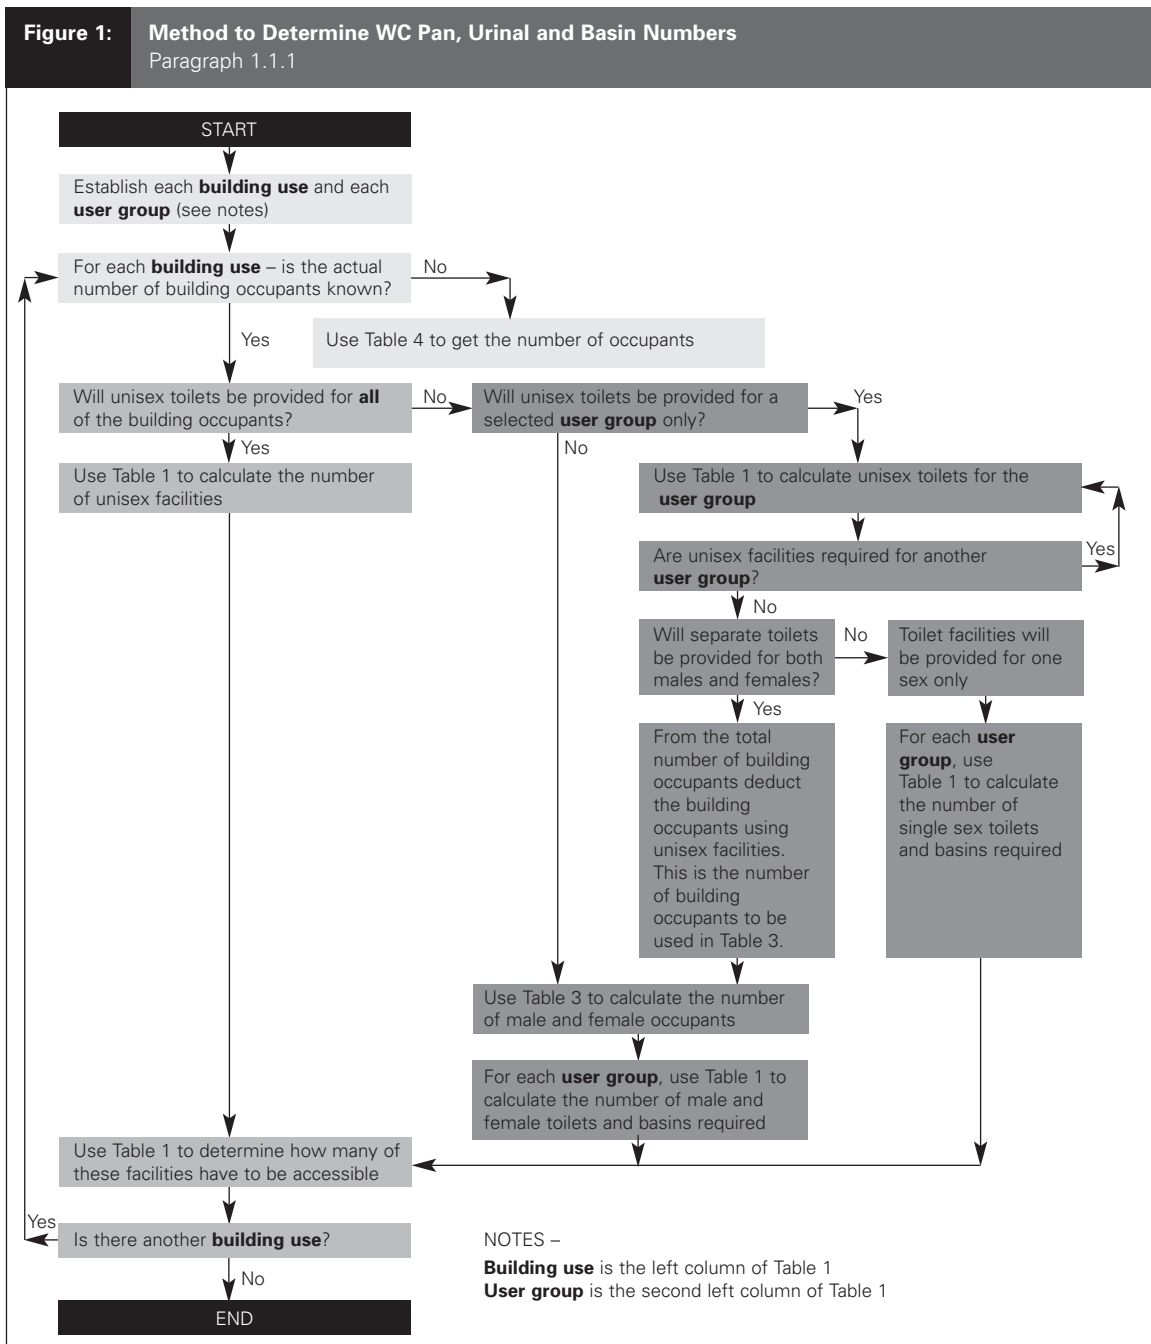 Figure 1:
Method to Determine WC Pan, Urinal and Basin Numbers
Paragraph 1.1.1
START
Establish each building use and each
user group (see notes)
For each building use – is the actual
number of building occupants known?
No
Use Table 4 to get the number of occupants
Yes
Will unisex toilets be provided for all
of the building occupants?
No
Will unisex toilets be provided for a
selected user group only?
Yes
Yes
No
Use Table 1 to calculate the number
of unisex facilities
Use Table 1 to calculate unisex toilets for the
user group
Are unisex facilities required for another
user group?
Yes
No
Will separate toilets
be provided for both
males and females?
No
Toilet facilities will
be provided for one
sex only
Yes
From the total
number of building
occupants deduct
the building
occupants using
unisex facilities.
This is the number
of building
occupants to be
used in Table 3.
For each user
group, use
Table 1 to calculate
the number of
single sex toilets
and basins required
Use Table 3 to calculate the number
of male and female occupants
For each user group, use Table 1 to
calculate the number of male and
female toilets and basins required
Use Table 1 to determine how many of
these facilities have to be accessible
Yes
Is there another building use?
No
END
NOTES –
Building use is the left column of Table 1
User group is the second left column of Table 1